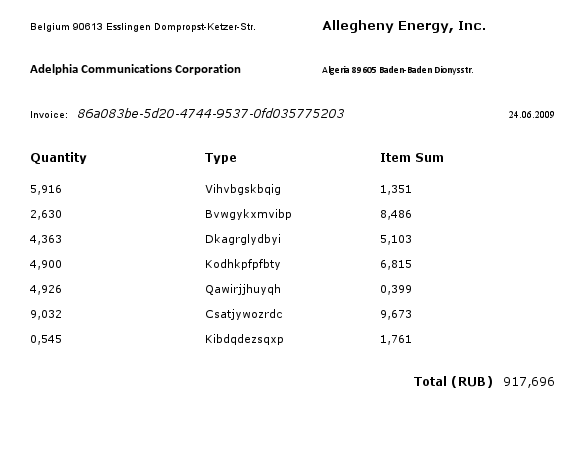 Belgium 90613 Esslingen Dompropst-Ketzer-Str.
Allegheny Energy, Inc.
Adelphia Communications Corporation
Algeria 89605 Baden-Baden Dionysstr.
Invoice: 86a083be-5d20-4744-9537-0fd035775203 24.06.2009
Quantity Type Item Sum
5,916 Vihvbgskbqig 1,351
2,630 Bvwgykxmvibp 8,486
4,363 Dkagrglydbyi 5,103
4,900 Kodhkpfpfbty 6,815
4,926 Qawirjjhuyqh 0,399
9,032 Csatjywozrdc 9,673
0,545 Kibdqdezsqxp 1,761
Total (RUB) 917,696